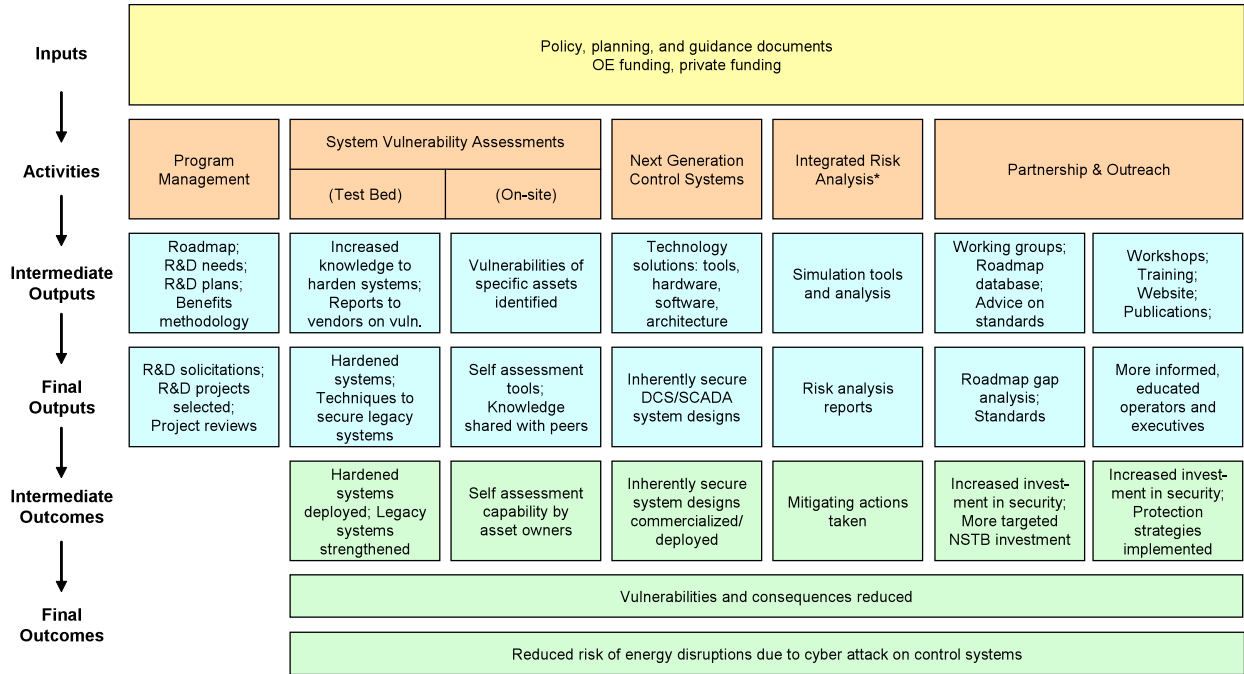 Inputs
Policy, planning, and guidance documents
OE funding, private funding
Activities
Program
Management
System Vulnerability Assessments
(Test Bed)
(On-site)
Next Generation
Control Systems
Integrated Risk
Analysis*
Partnership & Outreach
Intermediate
Outputs
Roadmap;
R&D needs;
R&D plans;
Benefits
methodology
Increased
knowledge to
harden systems;
Reports to
vendors on vuln.
Vulnerabilities of
specific assets
identified
Technology
solutions: tools,
hardware,
software,
architecture
Simulation tools
and analysis
Working groups;
Roadmap
database;
Advice on
standards
Workshops;
Training;
Website;
Publications;
Final
Outputs
R&D solicitations;
R&D projects
selected;
Project reviews
Hardened
systems;
Techniques to
secure legacy
systems
Self assessment
tools;
Knowledge
shared with peers
Inherently secure
DCS/SCADA
system designs
Risk analysis
reports
Roadmap gap
analysis;
Standards
More informed,
educated
operators and
executives
Intermediate
Outcomes
Hardened
systems
deployed; Legacy
systems
strengthened
Self assessment
capability by
asset owners
Inherently secure
system designs
commercialized/
deployed
Mitigating actions
taken
Increased invest-
ment in security;
More targeted
NSTB investment
Increased invest-
ment in security;
Protection
strategies
implemented
Final
Outcomes
Vulnerabilities and consequences reduced
Reduced risk of energy disruptions due to cyber attack on control systems